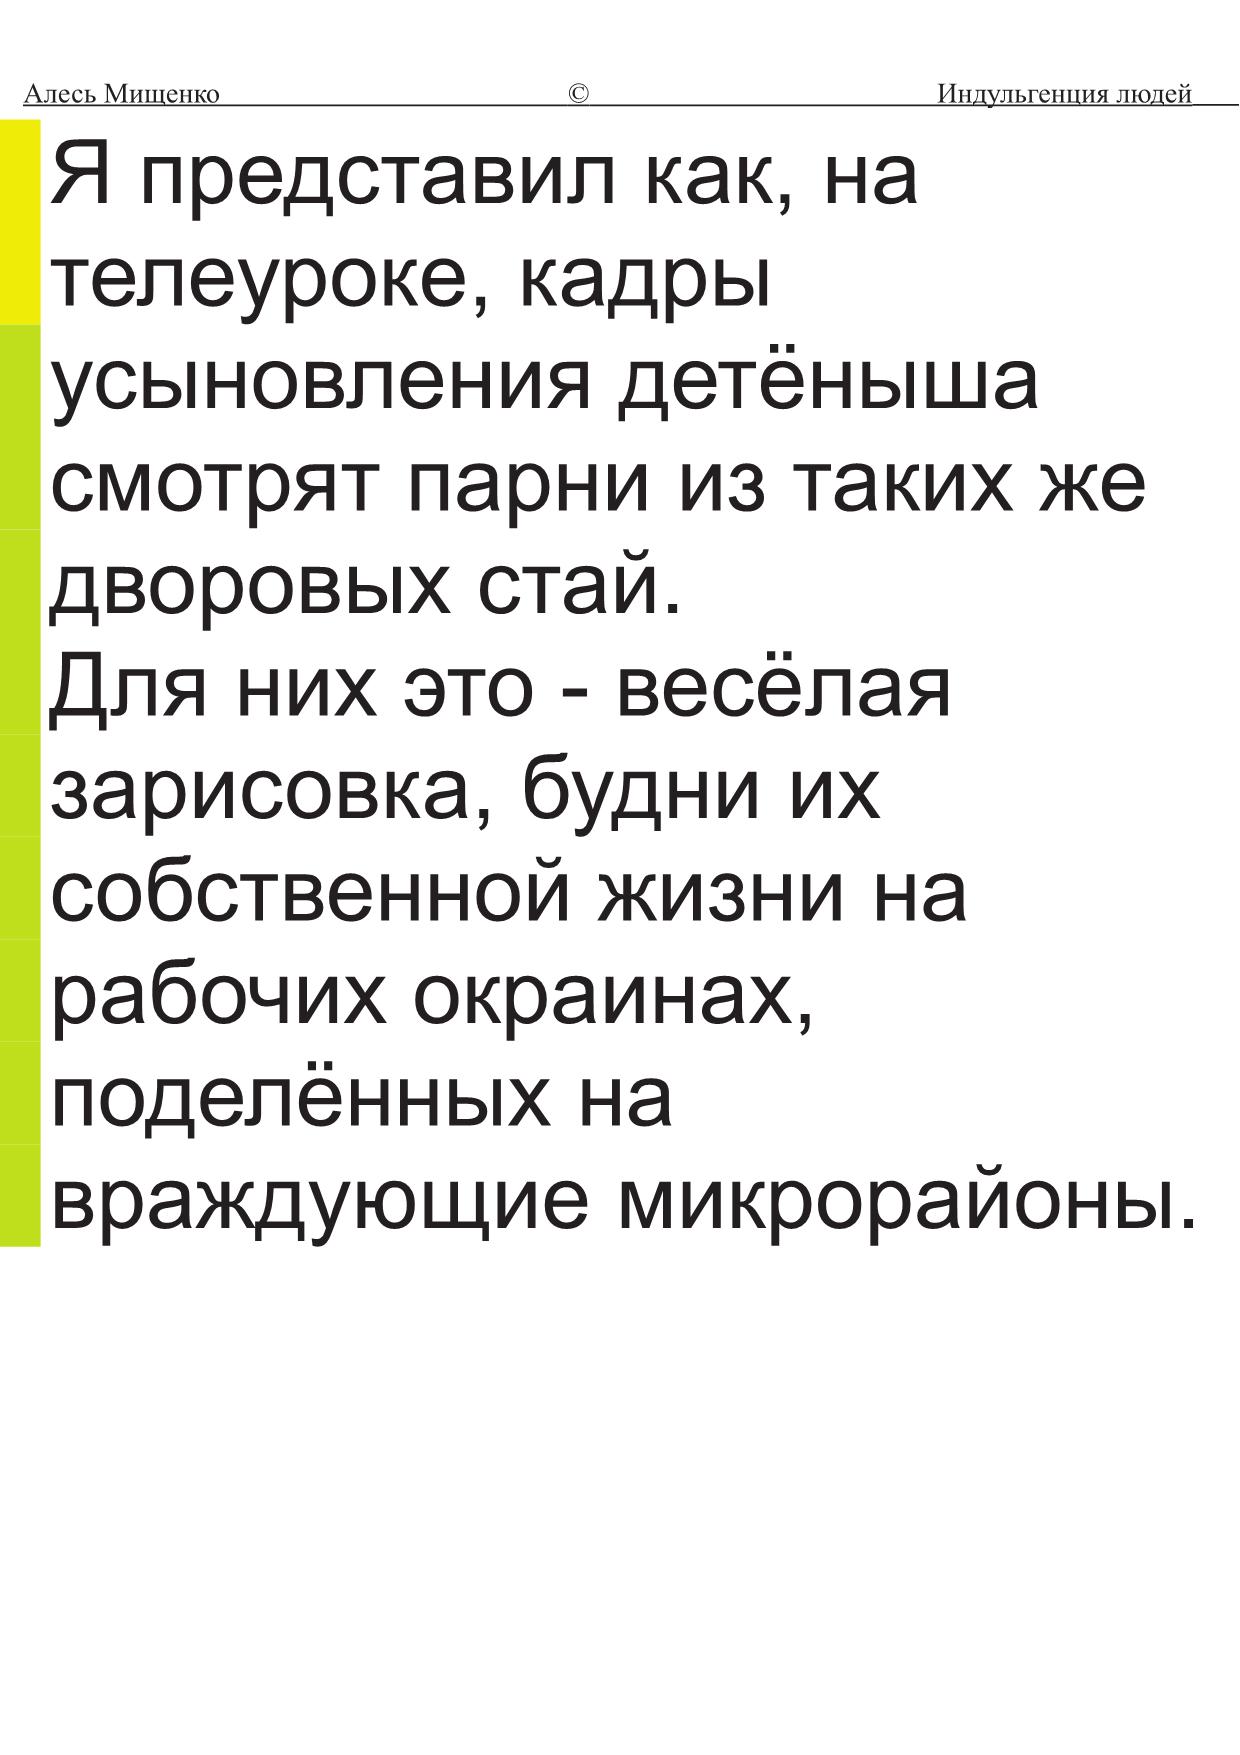 Алесь Мищенко © Индульгенция людей
Я представил как, на
телеуроке, кадры
усыновления детёныша
смотрят парни из таких же
дворовых стай.
Для них это - весёлая
зарисовка, будни их
собственной жизни на
рабочих окраинах,
поделённых на
враждующие микрорайоны.